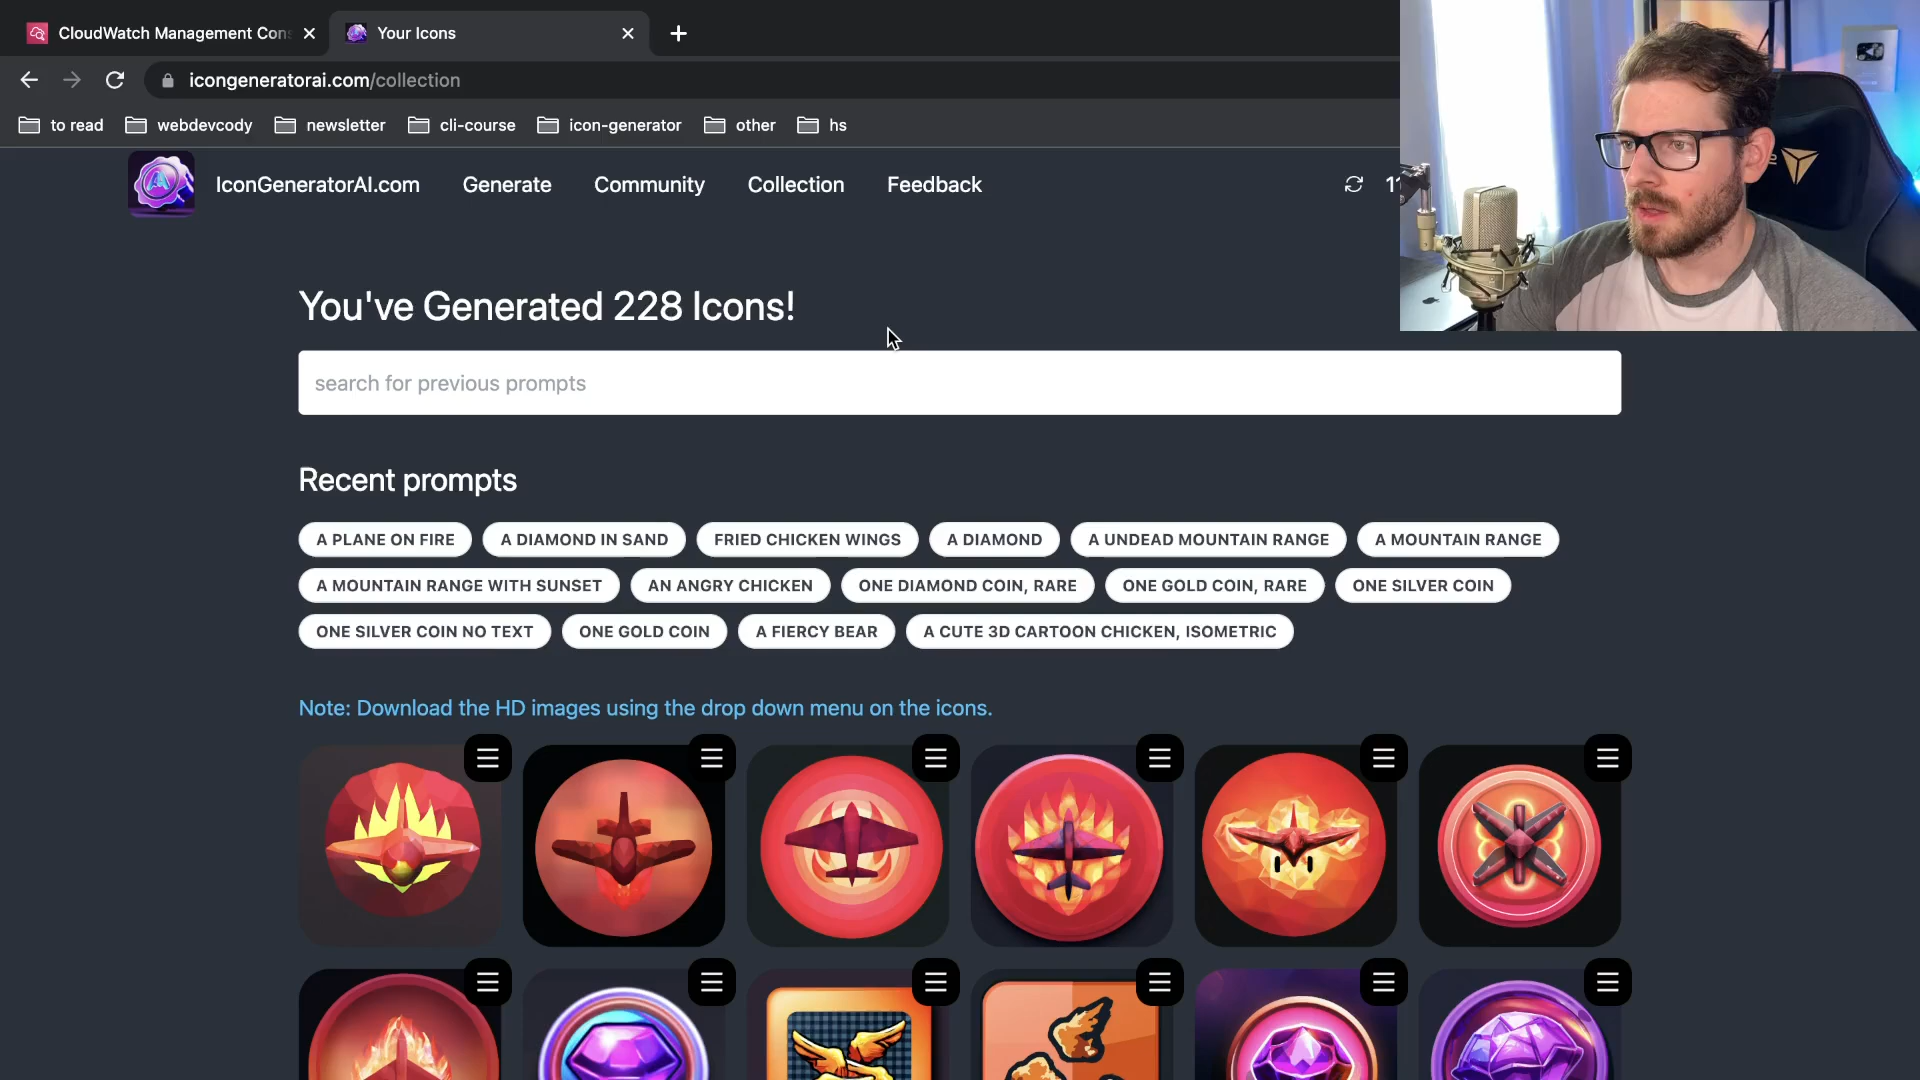 CloudWatch Management Con
Your Icons
icongeneratorai.com/collection
to read
webdevcody
newsletter
cli-course
icon-generator
other
hs
IconGeneratorAI.com
Generate
Community
Collection
Feedback
You've Generated 228 Icons!
search for previous prompts
Recent prompts
A PLANE ON FIRE
A DIAMOND IN SAND
FRIED CHICKEN WINGS
A DIAMOND
A UNDEAD MOUNTAIN RANGE
A MOUNTAIN RANGE
A MOUNTAIN RANGE WITH SUNSET
AN ANGRY CHICKEN
ONE DIAMOND COIN, RARE
ONE GOLD COIN, RARE
ONE SILVER COIN
ONE SILVER COIN NO TEXT
ONE GOLD COIN
A FIERCY BEAR
A CUTE 3D CARTOON CHICKEN, ISOMETRIC
Note: Download the HD images using the drop down menu on the icons.